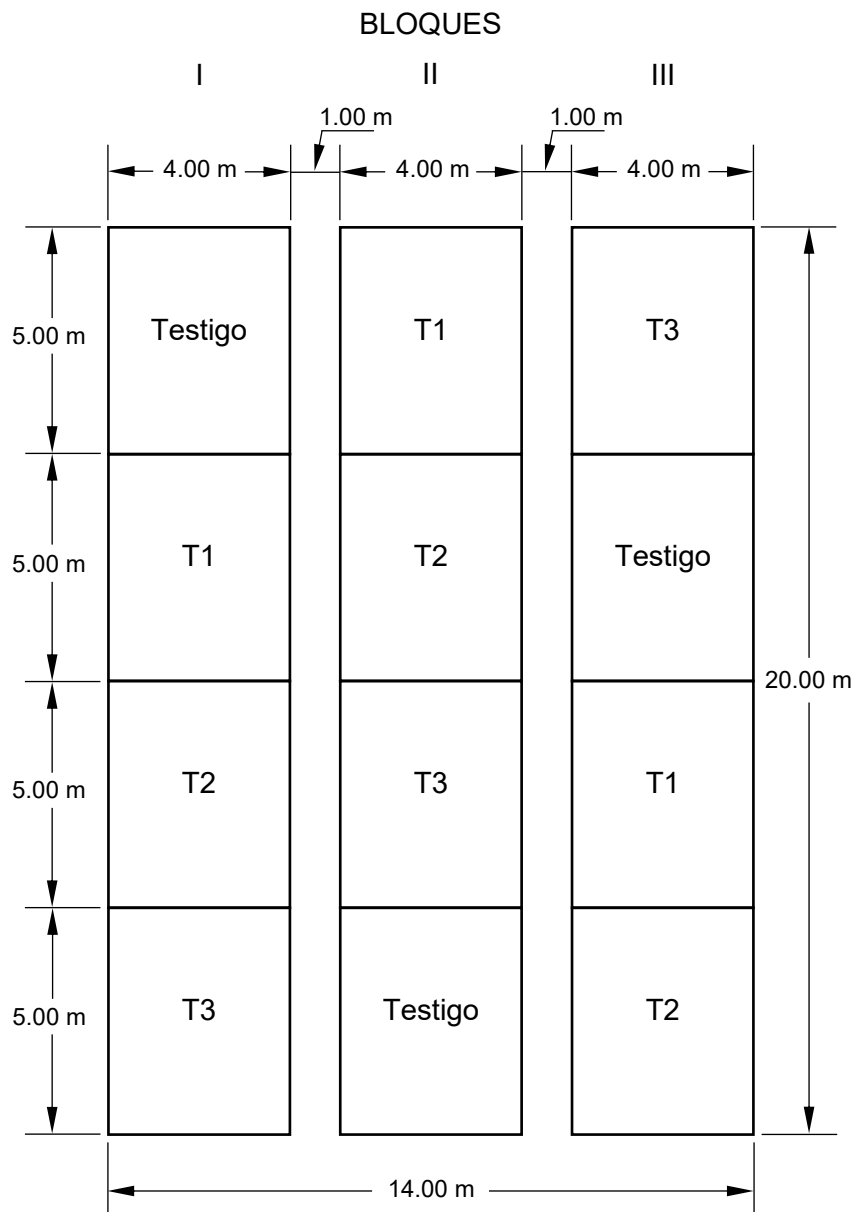 BLOQUES
I II III
1.00 m 1.00 m
4.00 m 4.00 m 4.00 m
5.00 m Testigo T1 T3
5.00 m T1 T2 Testigo
20.00 m
5.00 m T2 T3 T1
5.00 m T3 Testigo T2
14.00 m